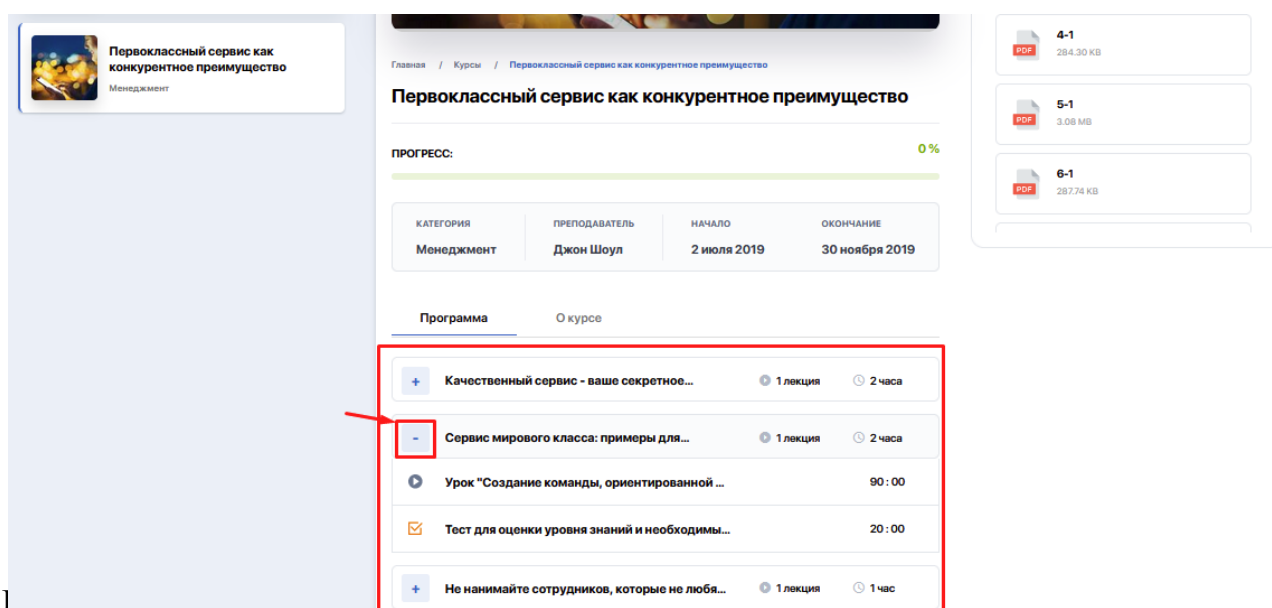 Первоклассный сервис как
конкурентное преимущество
Менеджмент
Главная / Курсы / Первоклассный сервис как конкурентное преимущество
Первоклассный сервис как конкурентное преимущество
ПРОГРЕСС:
0 %
КАТЕГОРИЯ
Менеджмент
ПРЕПОДАВАТЕЛЬ
Джон Шоул
НАЧАЛО
2 июля 2019
ОКОНЧАНИЕ
30 ноября 2019
Программа
О курсе
+ Качественный сервис - ваше секретное... 1 лекция 2 часа
- Сервис мирового класса: примеры для... 1 лекция 2 часа
Урок "Создание команды, ориентированной ... 90 : 00
Тест для оценки уровня знаний и необходимы... 20 : 00
+ Не нанимайте сотрудников, которые не любя... 1 лекция 1 час
PDF
4-1
284.30 KB
PDF
5-1
3.08 MB
PDF
6-1
287.74 KB